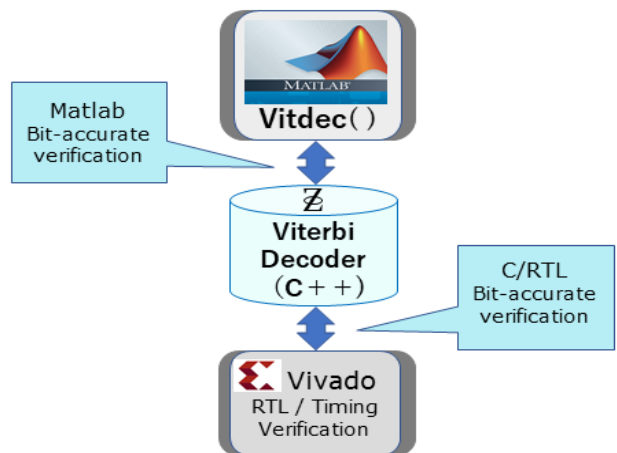 MATLAB
Vitdec()
Matlab
Bit-accurate
verification
Viterbi
Decoder
(C++)
C/RTL
Bit-accurate
verification
Vivado
RTL / Timing
Verification